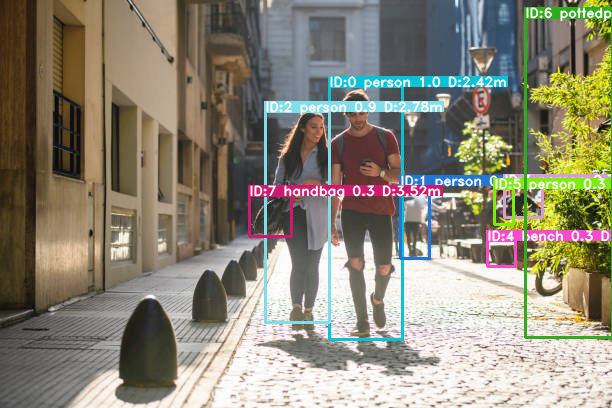 ID:6 pottedp
ID:0 person 1.0 D:2.42m
ID:2 person 0.9 D:2.78m
ID:1 person 0.
ID:5 person 0.3
ID:7 handbag 0.3 D:3.52m
ID:4 bench 0.3 D